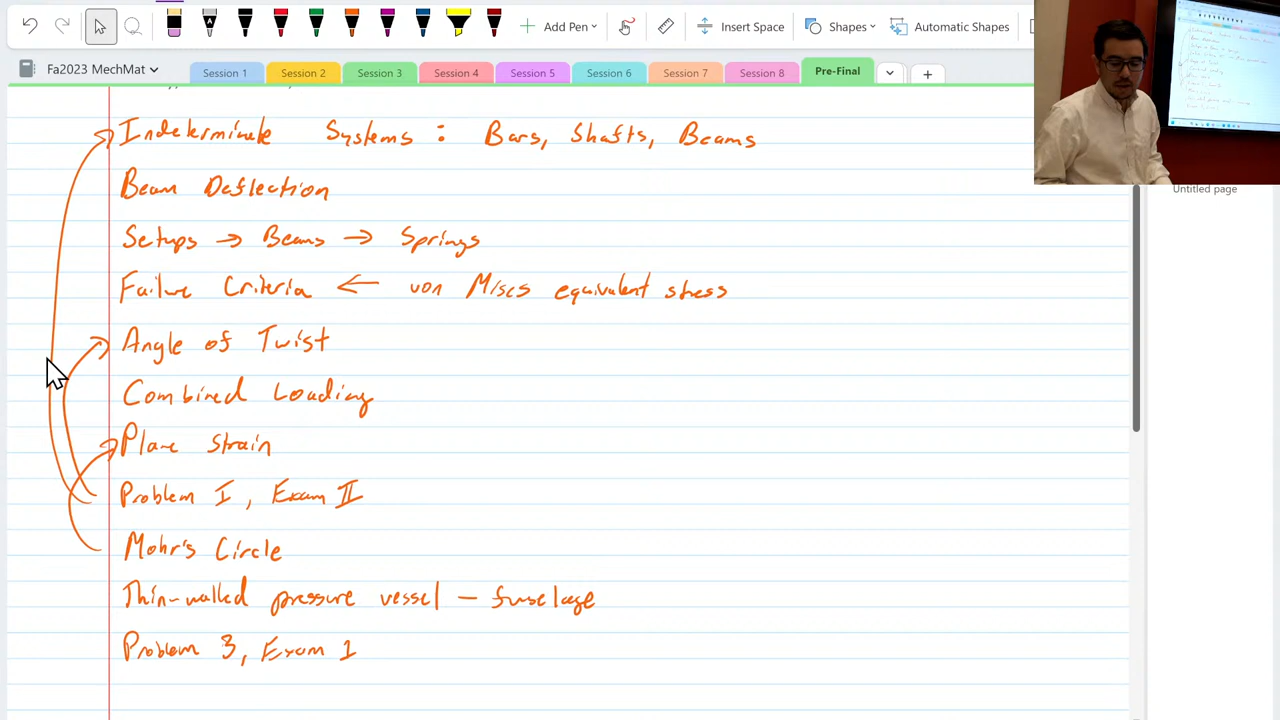 Add Pen
Insert Space
Shapes
Automatic Shapes
Fa2023 MechMat
Session 1
Session 2
Session 3
Session 4
Session 5
Session 6
Session 7
Session 8
Pre-Final
Untitled page
Indeterminate Systems : Bars, Shafts, Beams
Beam Deflection
Setups → Beams → Springs
Failure Criteria ← von Mises equivalent stress
Angle of Twist
Combined Loading
Plane Strain
Problem I, Exam II
Mohr's Circle
Thin-walled pressure vessel — fuselage
Problem 3, Exam 1